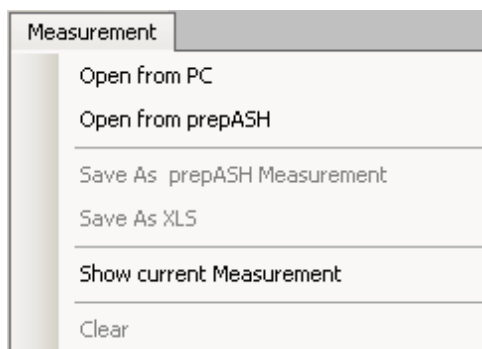 Measurement
Open from PC
Open from prepASH
Save As  prepASH Measurement
Save As XLS
Show current Measurement
Clear